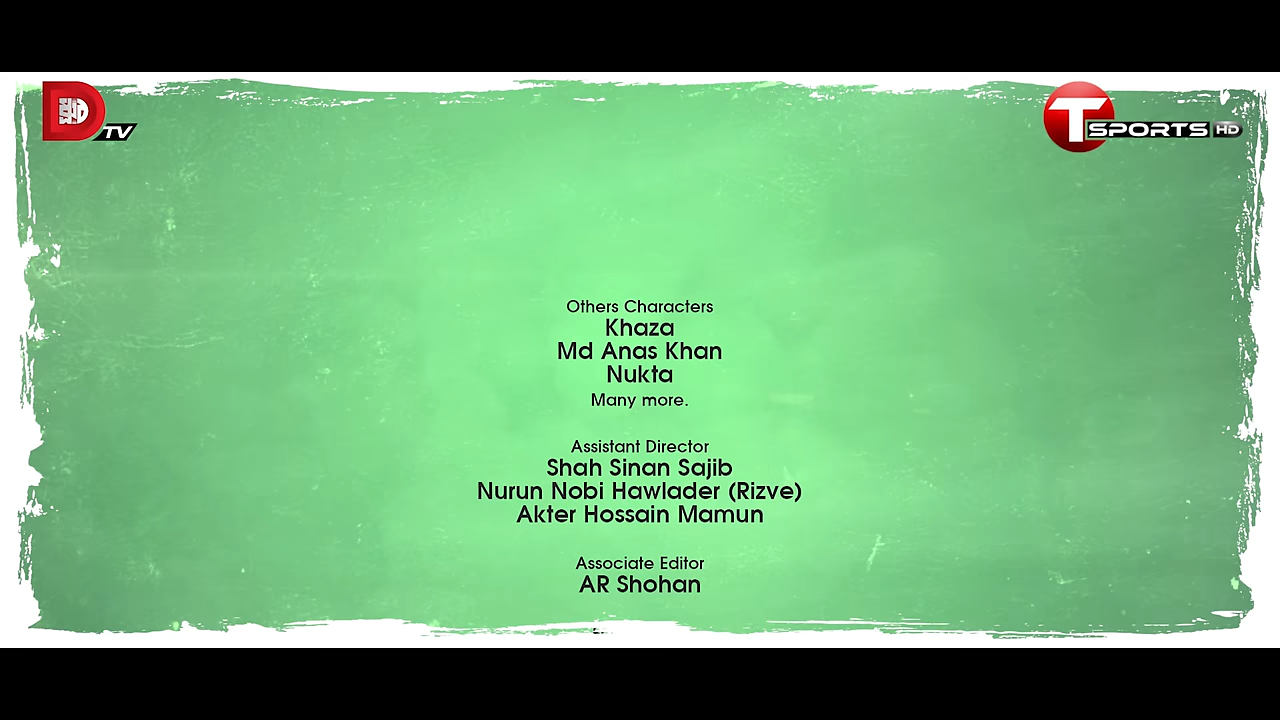 TV
T SPORTS HD
Others Characters
Khaza
Md Anas Khan
Nukta
Many more.
Assistant Director
Shah Sinan Sajib
Nurun Nobi Hawlader (Rizve)
Akter Hossain Mamun
Associate Editor
AR Shohan